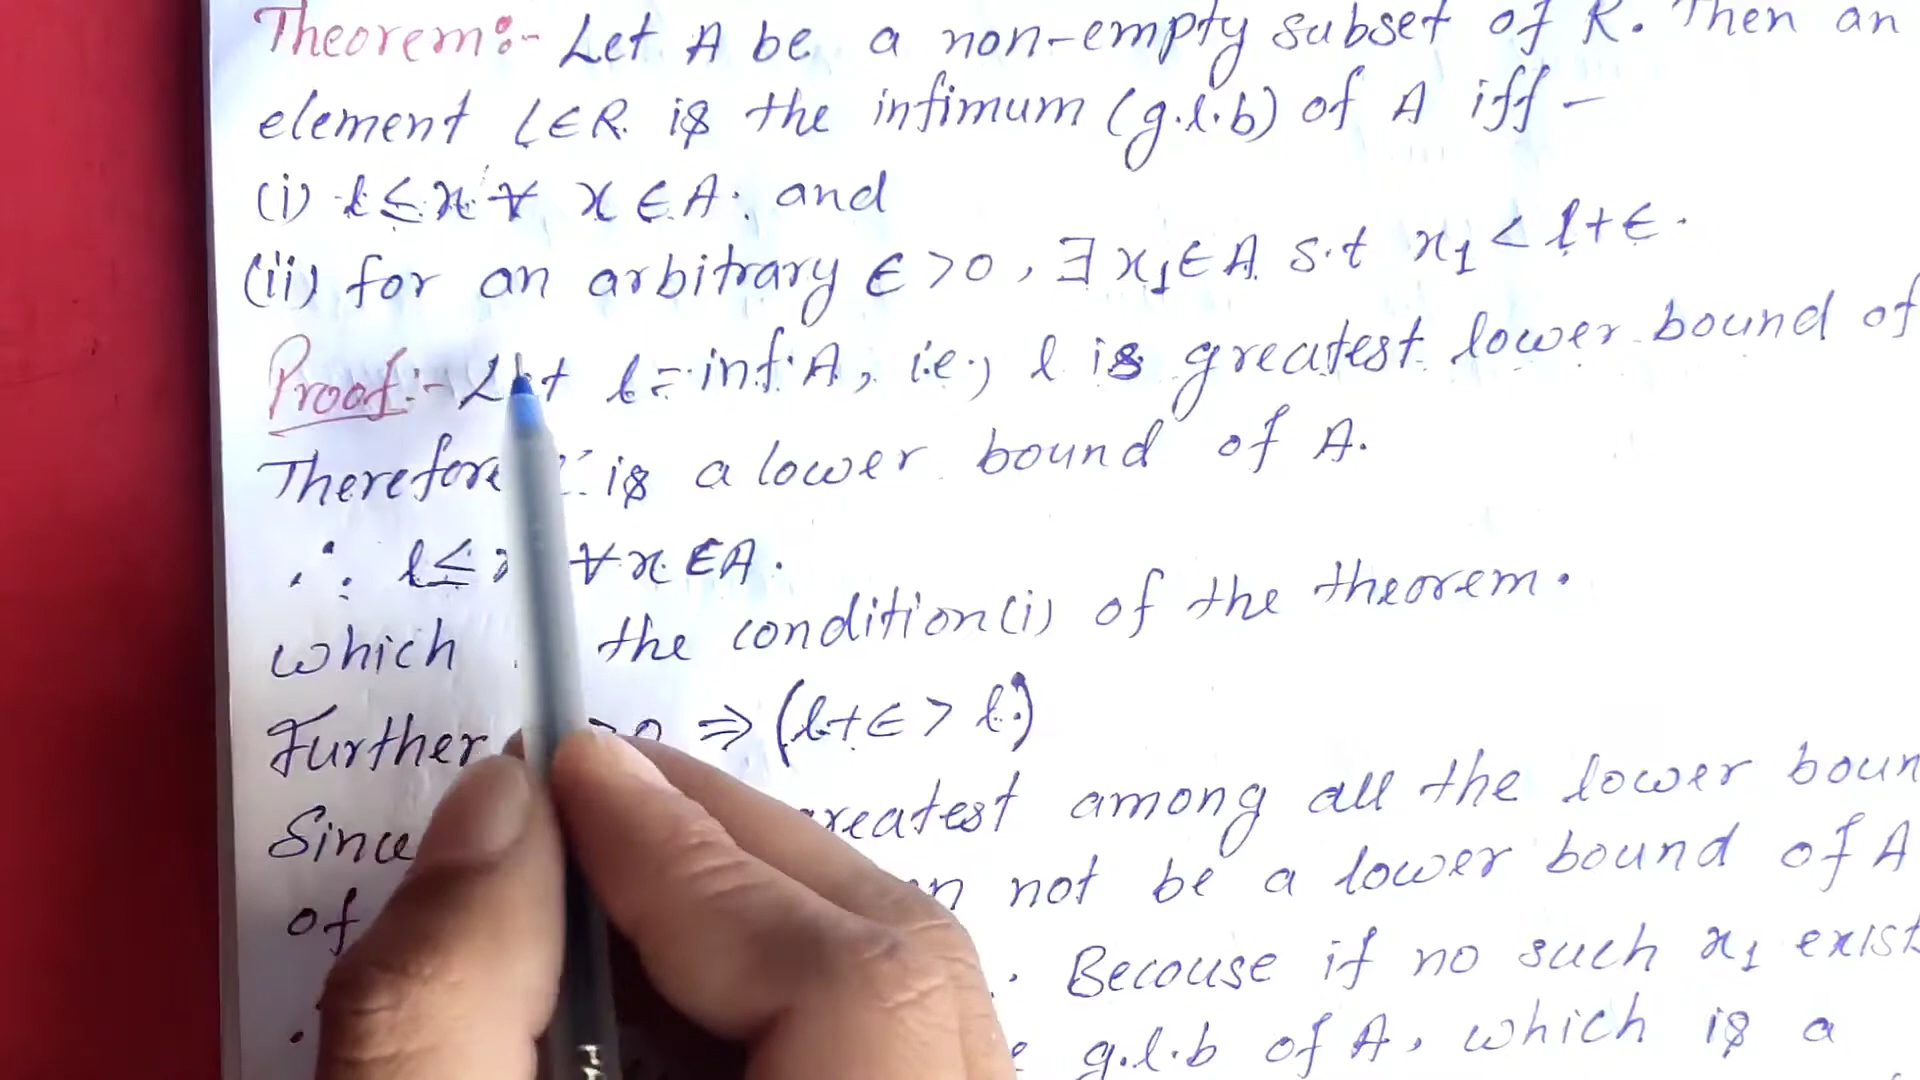 Theorem:- Let A be a non-empty subset of R. Then an
element l∈R is the infimum (g.l.b) of A iff -
(i) l≤x ∀ x∈A. and
(ii) for an arbitrary ∈>0, ∃ x₁∈A s.t x₁<l+∈.
Proof:- Let l=inf.A, i.e., l is greatest lower bound of
Therefore is a lower bound of A.
∴ l≤x ∀x∈A.
which the condition(i) of the theorem.
Further >0 ⇒ (l+∈>l.)
Since greatest among all the lower boun
of not be a lower bound of A
. Becouse if no such x₁ exist
g.l.b of A, which is a